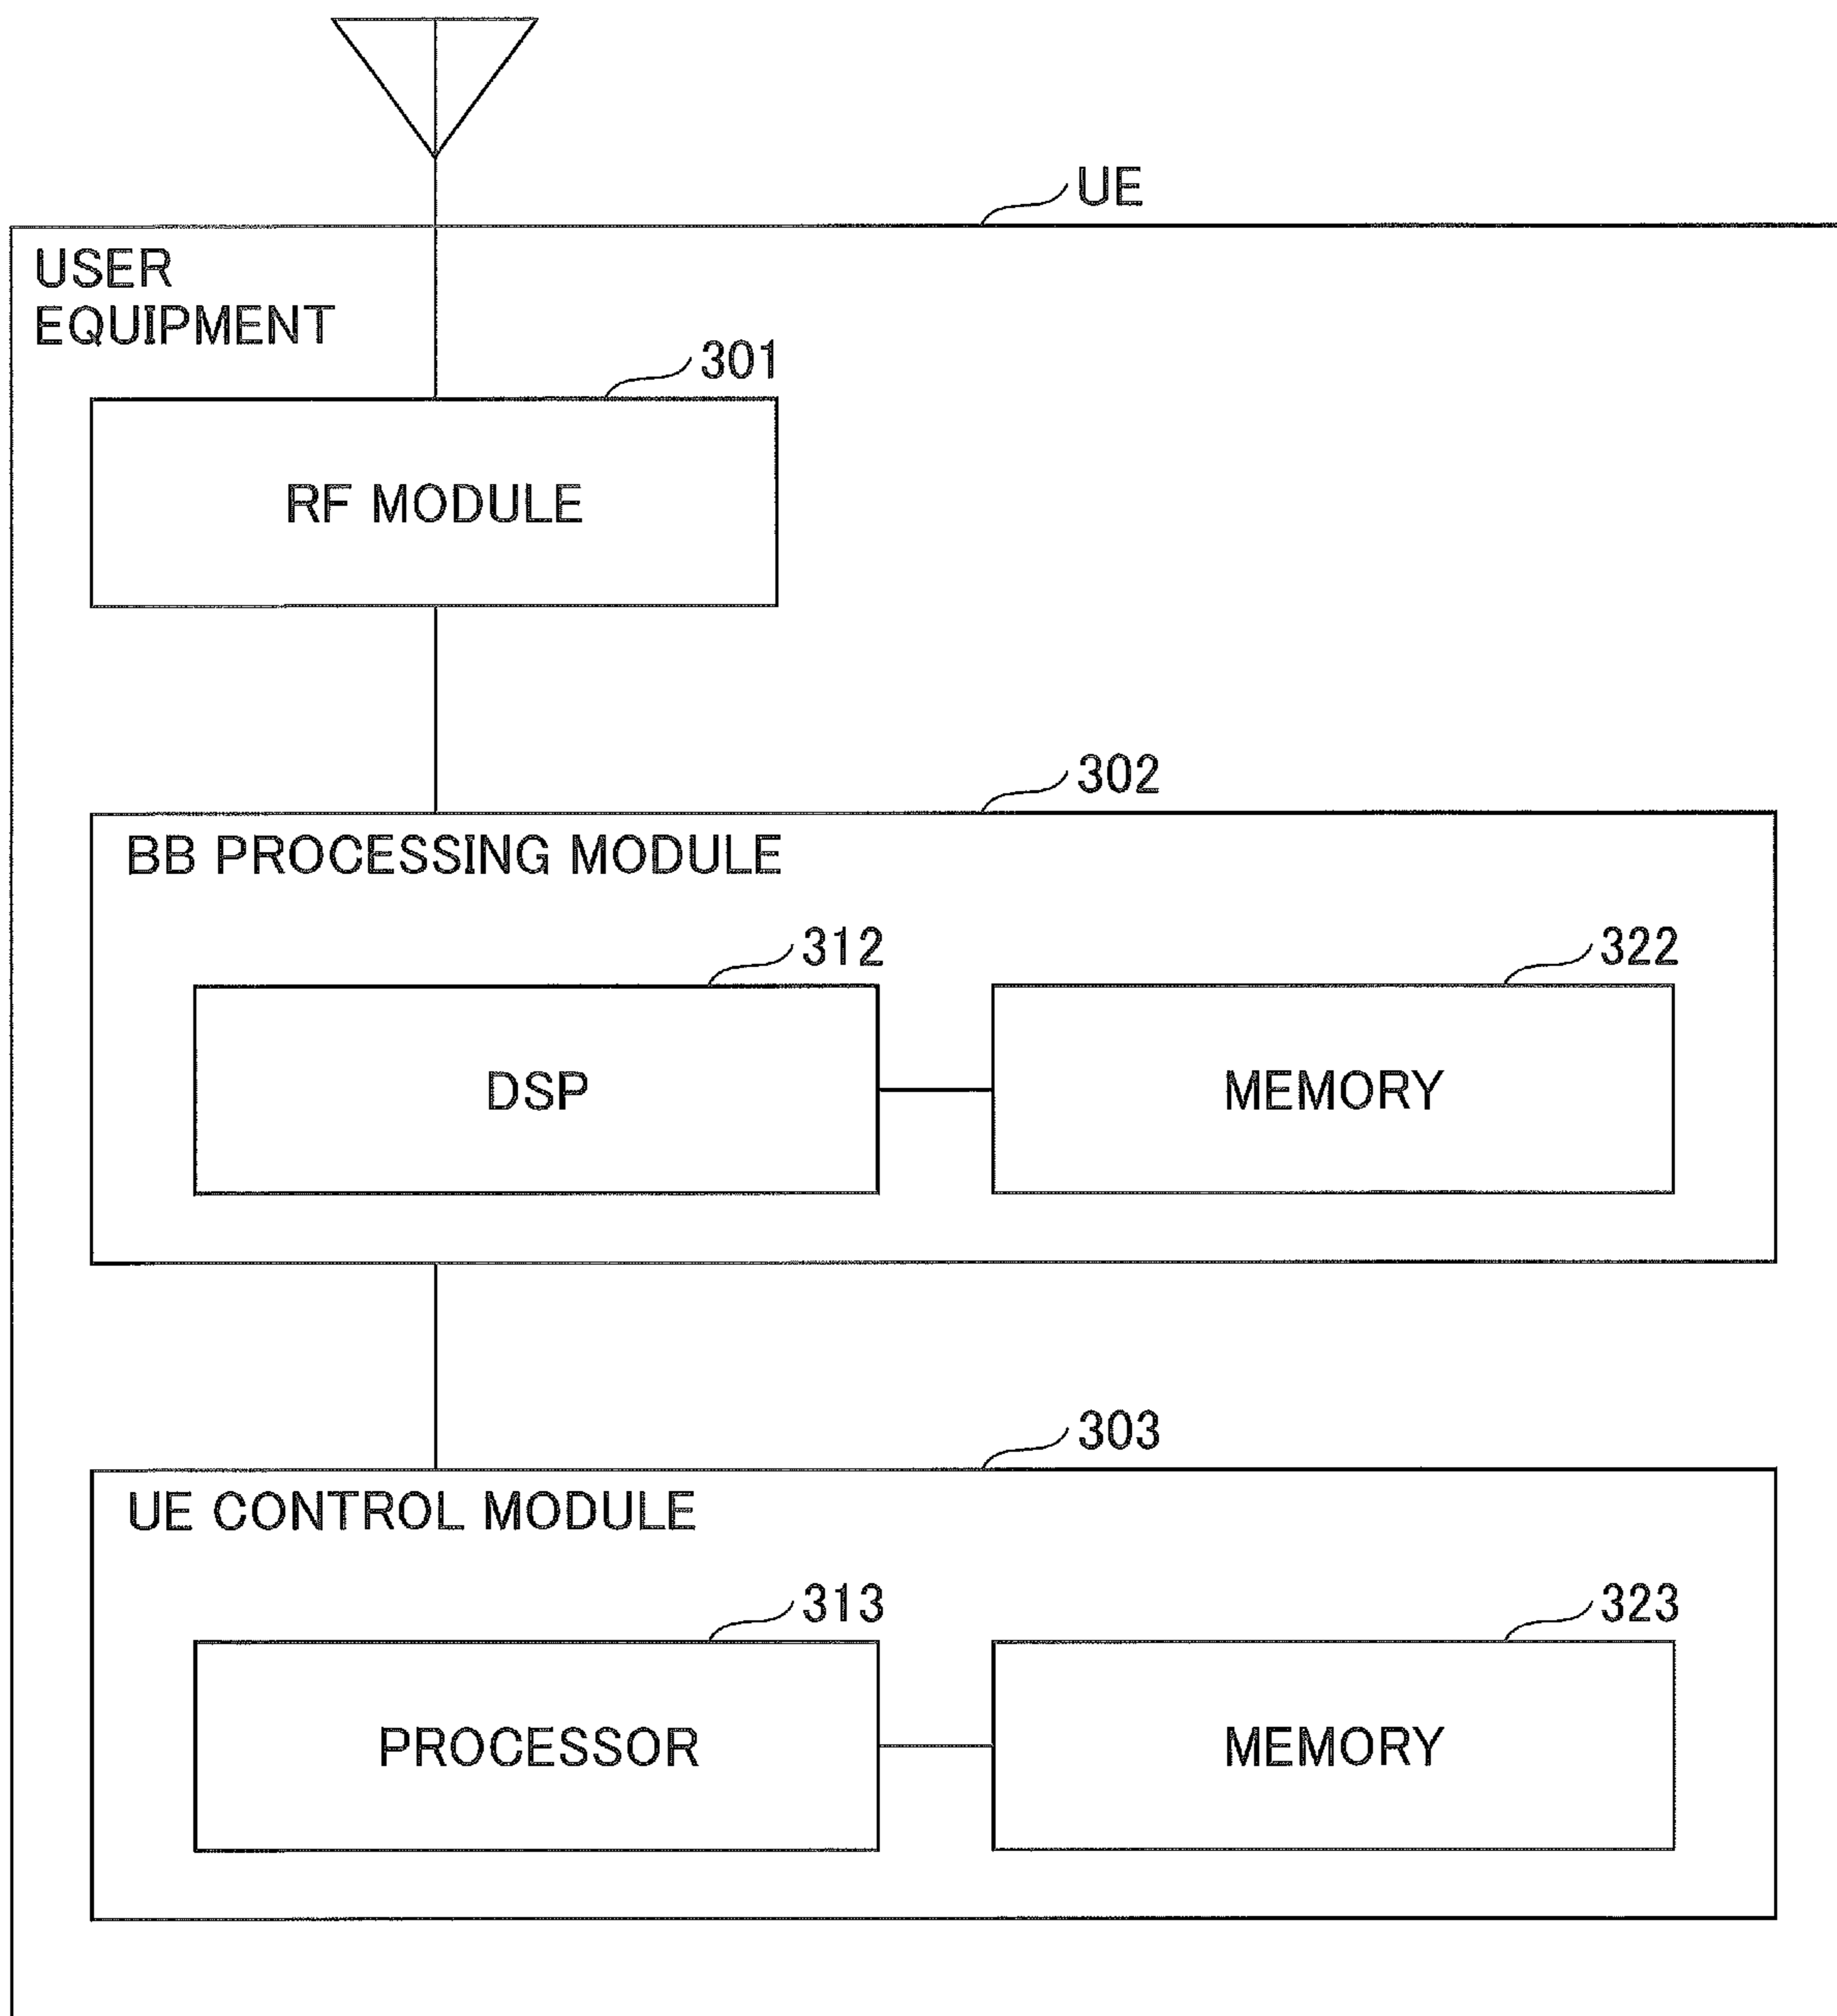 UE
USER
EQUIPMENT
301
RF MODULE
302
BB PROCESSING MODULE
312
322
DSP
MEMORY
303
UE CONTROL MODULE
313
323
PROCESSOR
MEMORY